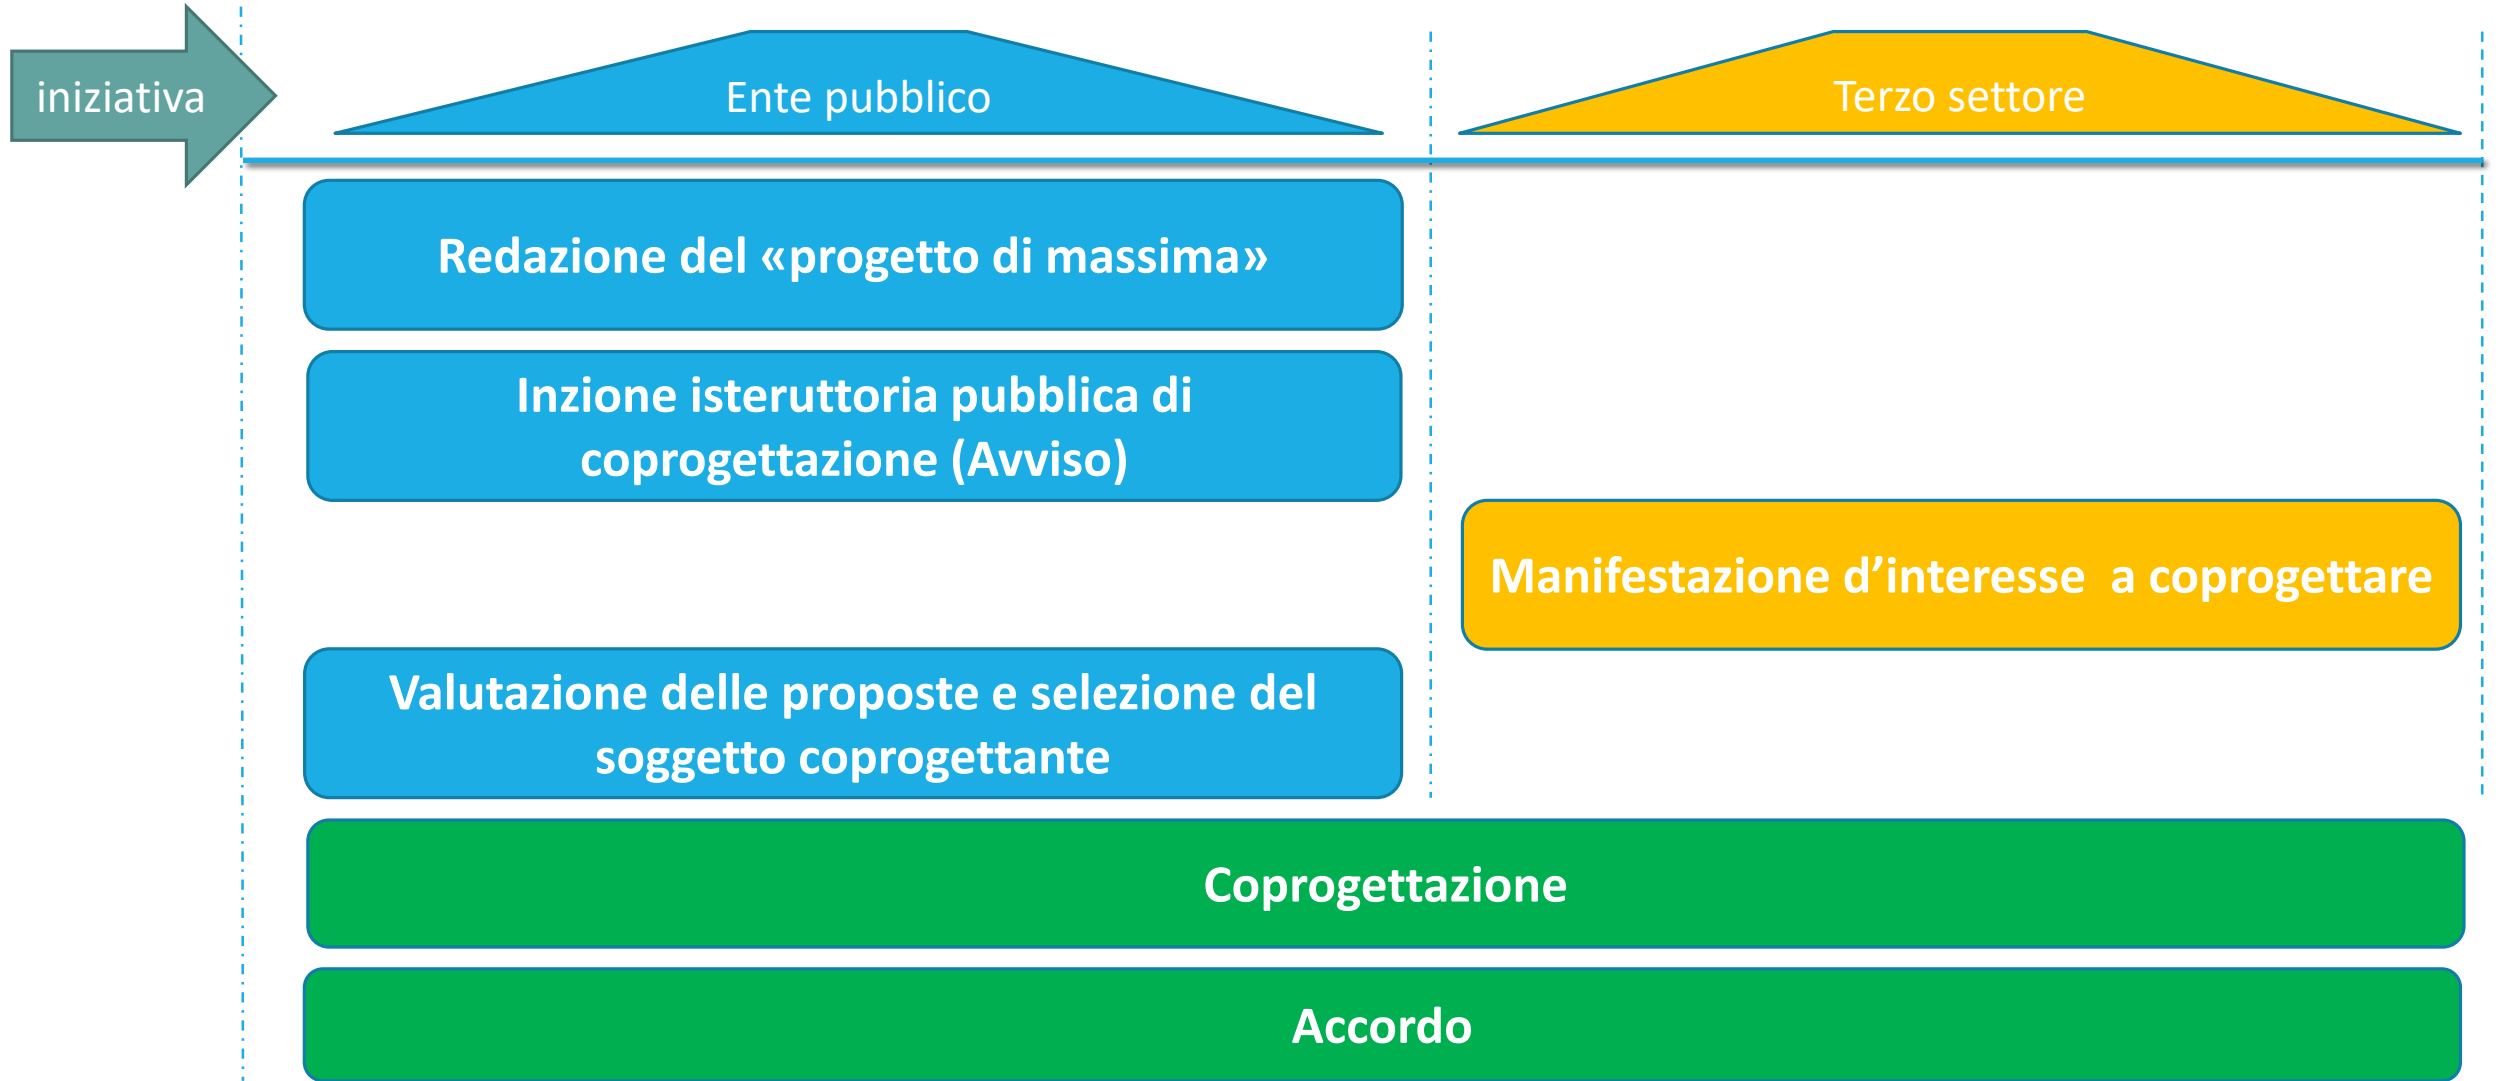 iniziativa
Ente pubblico
Terzo settore
Redazione del «progetto di massima»
Inzione istruttoria pubblica di
coprogettazione (Avviso)
Manifestazione d’interesse a coprogettare
Valutazione delle proposte e selezione del
soggetto coprogettante
Coprogettazione
Accordo